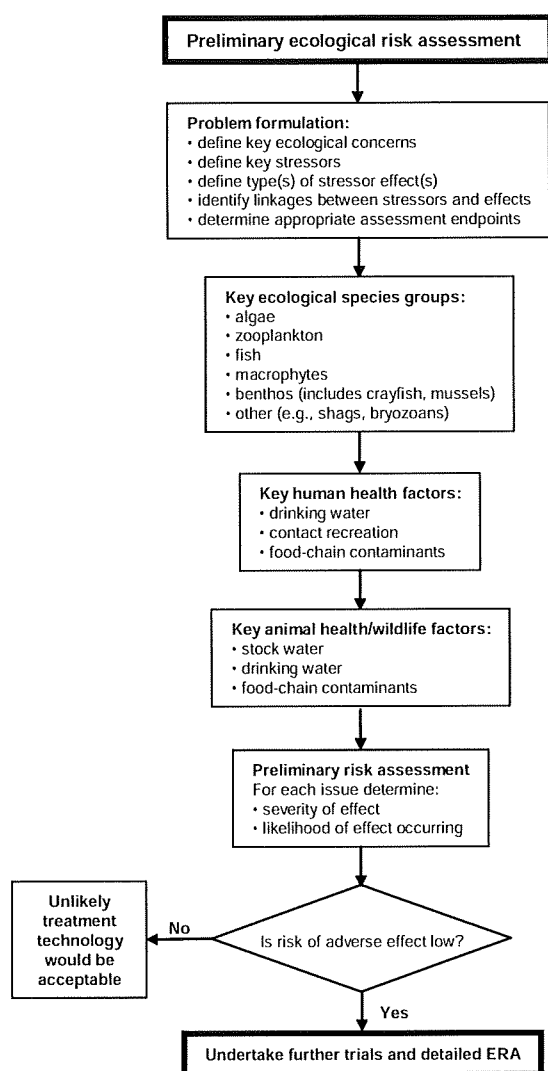 Preliminary ecological risk assessment
Problem formulation:
• define key ecological concerns
• define key stressors
• define type(s) of stressor effect(s)
• identify linkages between stressors and effects
• determine appropriate assessment endpoints
Key ecological species groups:
• algae
• zooplankton
• fish
• macrophytes
• benthos (includes crayfish, mussels)
• other (e.g., shags, bryozoans)
Key human health factors:
• drinking water
• contact recreation
• food-chain contaminants
Key animal health/wildlife factors:
• stock water
• drinking water
• food-chain contaminants
Preliminary risk assessment
For each issue determine:
• severity of effect
• likelihood of effect occurring
Is risk of adverse effect low?
No
Unlikely
treatment
technology
would be
acceptable
Yes
Undertake further trials and detailed ERA